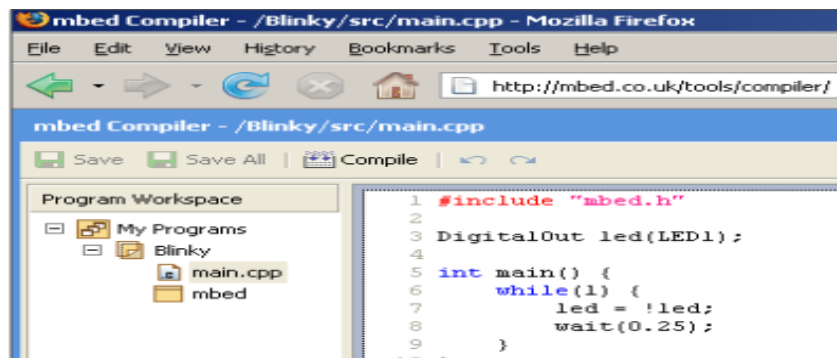 mbed Compiler - /Blinky/src/main.cpp - Mozilla Firefox
File Edit View History Bookmarks Tools Help
http://mbed.co.uk/tools/compiler/
mbed Compiler - /Blinky/src/main.cpp
Save Save All Compile
Program Workspace
My Programs
Blinky
main.cpp
mbed
1 #include "mbed.h"
2
3 DigitalOut led(LED1);
4
5 int main() {
6 while(1) {
7 led = !led;
8 wait(0.25);
9 }